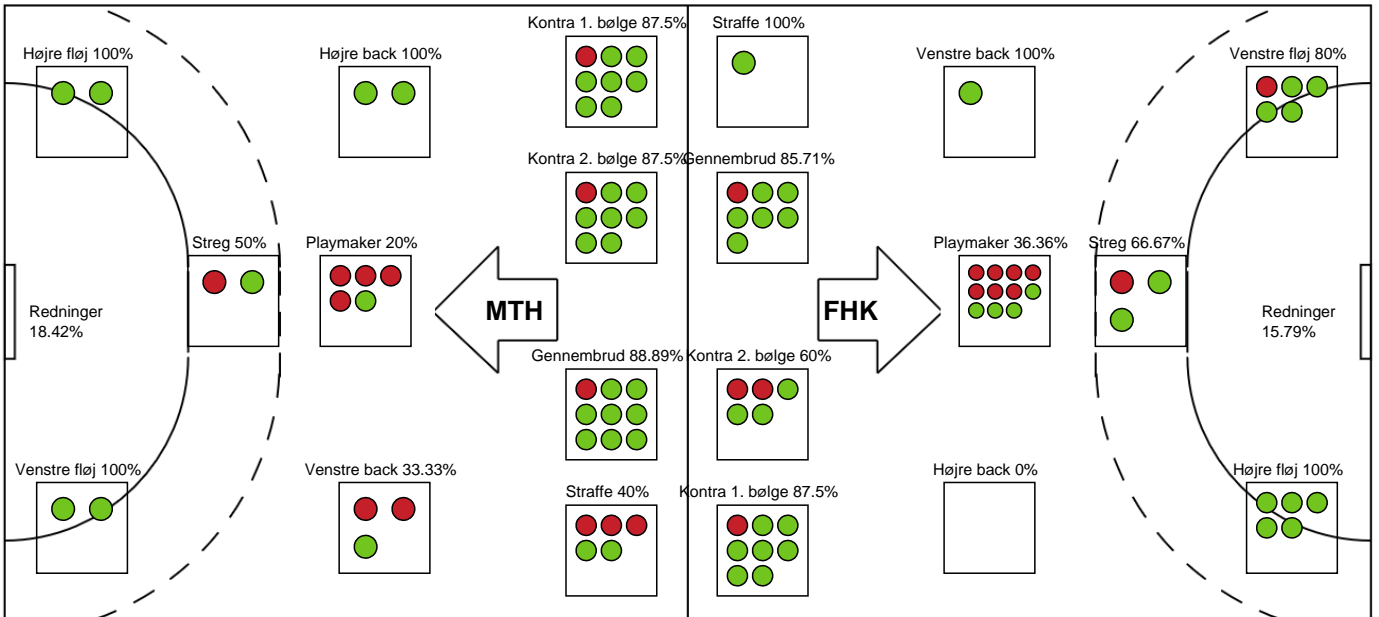 Kontra 1. bølge 87.5%
Straffe 100%
Højre fløj 100%
Højre back 100%
Venstre back 100%
Venstre fløj 80%
Kontra 2. bølge 87.5%
Gennembrud 85.71%
Streg 50%
Playmaker 20%
Playmaker 36.36%
Streg 66.67%
Redninger
18.42%
MTH
FHK
Redninger
15.79%
Gennembrud 88.89%
Kontra 2. bølge 60%
Venstre fløj 100%
Venstre back 33.33%
Højre back 0%
Højre fløj 100%
Straffe 40%
Kontra 1. bølge 87.5%